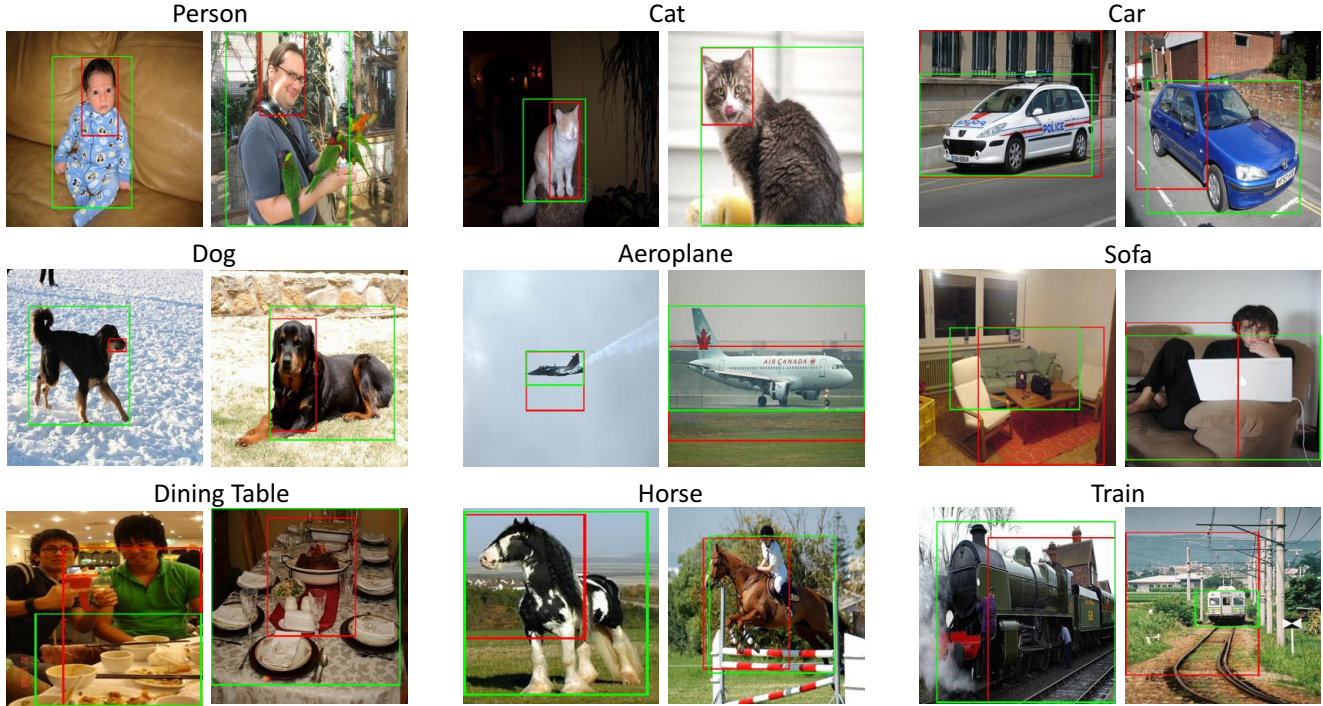 Person
Cat
Car
POLICE
Dog
Aeroplane
Sofa
AIR CANADA
Dining Table
Horse
Train